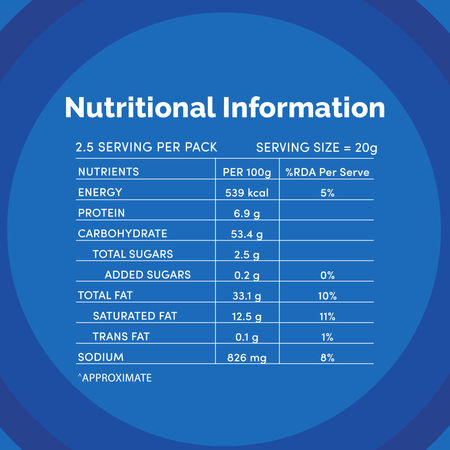 Nutritional Information
2.5 SERVING PER PACK SERVING SIZE = 20g
NUTRIENTS PER 100g %RDA Per Serve
ENERGY 539 kcal 5%
PROTEIN 6.9 g
CARBOHYDRATE 53.4 g
TOTAL SUGARS 2.5 g
ADDED SUGARS 0.2 g 0%
TOTAL FAT 33.1 g 10%
SATURATED FAT 12.5 g 11%
TRANS FAT 0.1 g 1%
SODIUM 826 mg 8%
^APPROXIMATE